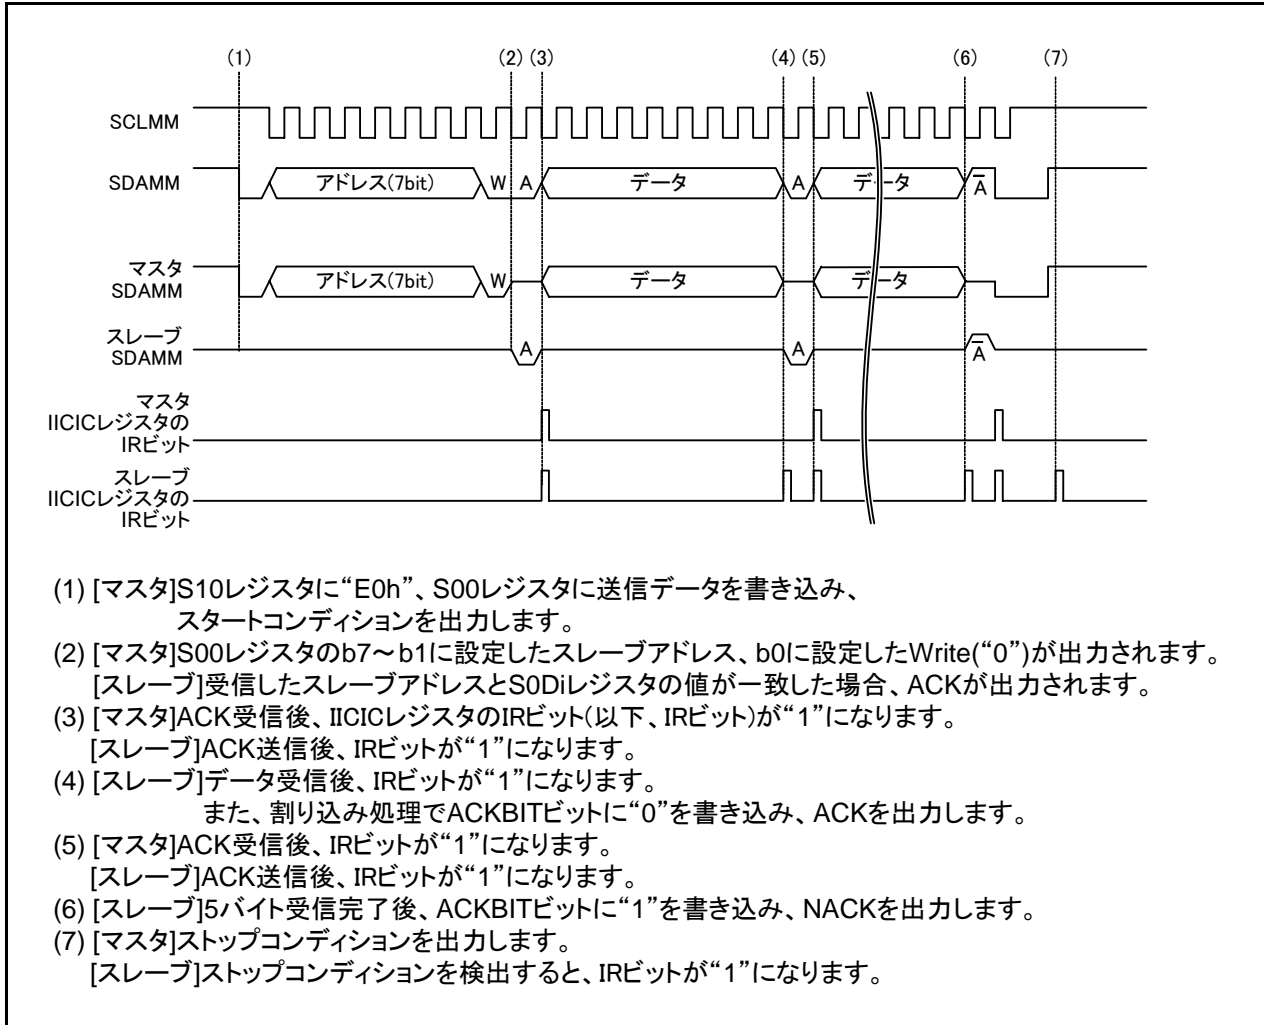 (1) (2) (3) (4) (5) (6) (7)
SCLMM
SDAMM アドレス(7bit) W A データ A データ A
マスタ
SDAMM アドレス(7bit) W データ データ
スレーブ
SDAMM A A A
マスタ
IICICレジスタの
IRビット
スレーブ
IICICレジスタの
IRビット
(1) [マスタ]S10レジスタに“E0h”、S00レジスタに送信データを書き込み、
スタートコンディションを出力します。
(2) [マスタ]S00レジスタのb7～b1に設定したスレーブアドレス、b0に設定したWrite(“0”)が出力されます。
[スレーブ]受信したスレーブアドレスとS0Diレジスタの値が一致した場合、ACKが出力されます。
(3) [マスタ]ACK受信後、IICICレジスタのIRビット(以下、IRビット)が“1”になります。
[スレーブ]ACK送信後、IRビットが“1”になります。
(4) [スレーブ]データ受信後、IRビットが“1”になります。
また、割り込み処理でACKBITビットに“0”を書き込み、ACKを出力します。
(5) [マスタ]ACK受信後、IRビットが“1”になります。
[スレーブ]ACK送信後、IRビットが“1”になります。
(6) [スレーブ]5バイト受信完了後、ACKBITビットに“1”を書き込み、NACKを出力します。
(7) [マスタ]ストップコンディションを出力します。
[スレーブ]ストップコンディションを検出すると、IRビットが“1”になります。